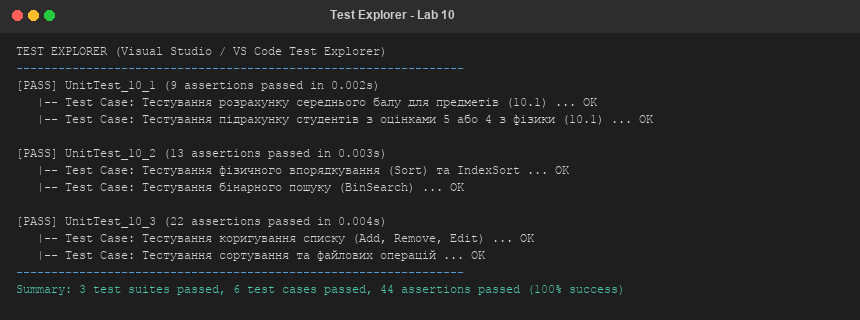 Test Explorer - Lab 10
TEST EXPLORER (Visual Studio / VS Code Test Explorer)
----------------------------------------------------------------
[PASS] UnitTest_10_1 (9 assertions passed in 0.002s)
|-- Test Case: Тестування розрахунку середнього балу для предметів (10.1) ... OK
|-- Test Case: Тестування підрахунку студентів з оцінками 5 або 4 з фізики (10.1) ... OK
[PASS] UnitTest_10_2 (13 assertions passed in 0.003s)
|-- Test Case: Тестування фізичного впорядкування (Sort) та IndexSort ... OK
|-- Test Case: Тестування бінарного пошуку (BinSearch) ... OK
[PASS] UnitTest_10_3 (22 assertions passed in 0.004s)
|-- Test Case: Тестування коригування списку (Add, Remove, Edit) ... OK
|-- Test Case: Тестування сортування та файлових операцій ... OK
----------------------------------------------------------------
Summary: 3 test suites passed, 6 test cases passed, 44 assertions passed (100% success)